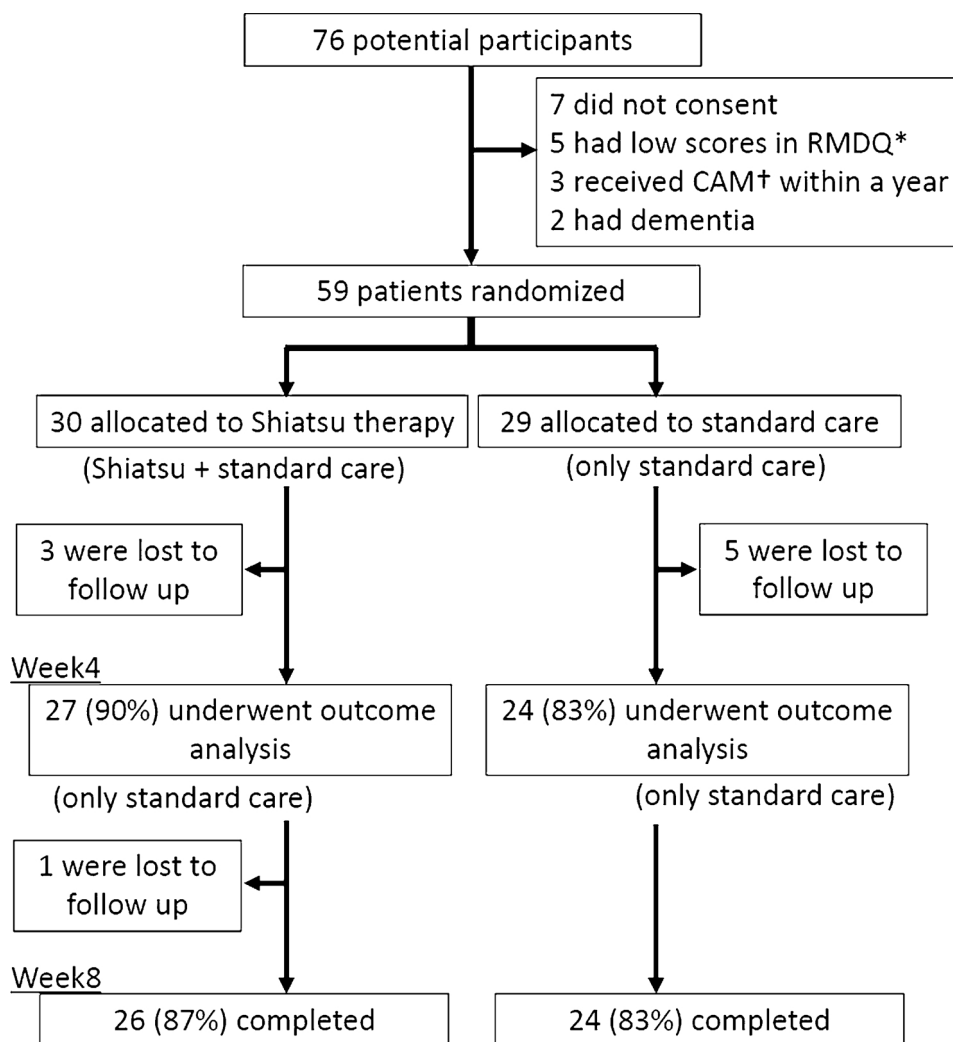 76 potential participants
7 did not consent
5 had low scores in RMDQ*
3 received CAM† within a year
2 had dementia
59 patients randomized
30 allocated to Shiatsu therapy
(Shiatsu + standard care)
29 allocated to standard care
(only standard care)
3 were lost to
follow up
5 were lost to
follow up
Week4
27 (90%) underwent outcome
analysis
(only standard care)
24 (83%) underwent outcome
analysis
(only standard care)
1 were lost to
follow up
Week8
26 (87%) completed
24 (83%) completed